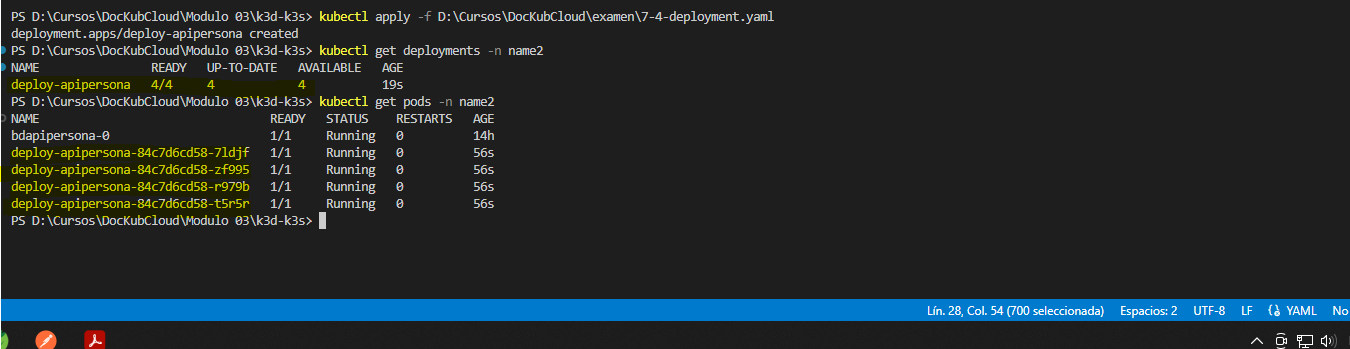 PS D:\Cursos\DocKubCloud\Modulo 03\k3d-k3s> kubectl apply -f D:\Cursos\DocKubCloud\examen\7-4-deployment.yaml
deployment.apps/deploy-apipersona created
PS D:\Cursos\DocKubCloud\Modulo 03\k3d-k3s> kubectl get deployments -n name2
NAME READY UP-TO-DATE AVAILABLE AGE
deploy-apipersona 4/4 4 4 19s
PS D:\Cursos\DocKubCloud\Modulo 03\k3d-k3s> kubectl get pods -n name2
NAME READY STATUS RESTARTS AGE
bdapipersona-0 1/1 Running 0 14h
deploy-apipersona-84c7d6cd58-7ldjf 1/1 Running 0 56s
deploy-apipersona-84c7d6cd58-zf995 1/1 Running 0 56s
deploy-apipersona-84c7d6cd58-r979b 1/1 Running 0 56s
deploy-apipersona-84c7d6cd58-t5r5r 1/1 Running 0 56s
PS D:\Cursos\DocKubCloud\Modulo 03\k3d-k3s>
Lín. 28, Col. 54 (700 seleccionada) Espacios: 2 UTF-8 LF YAML No